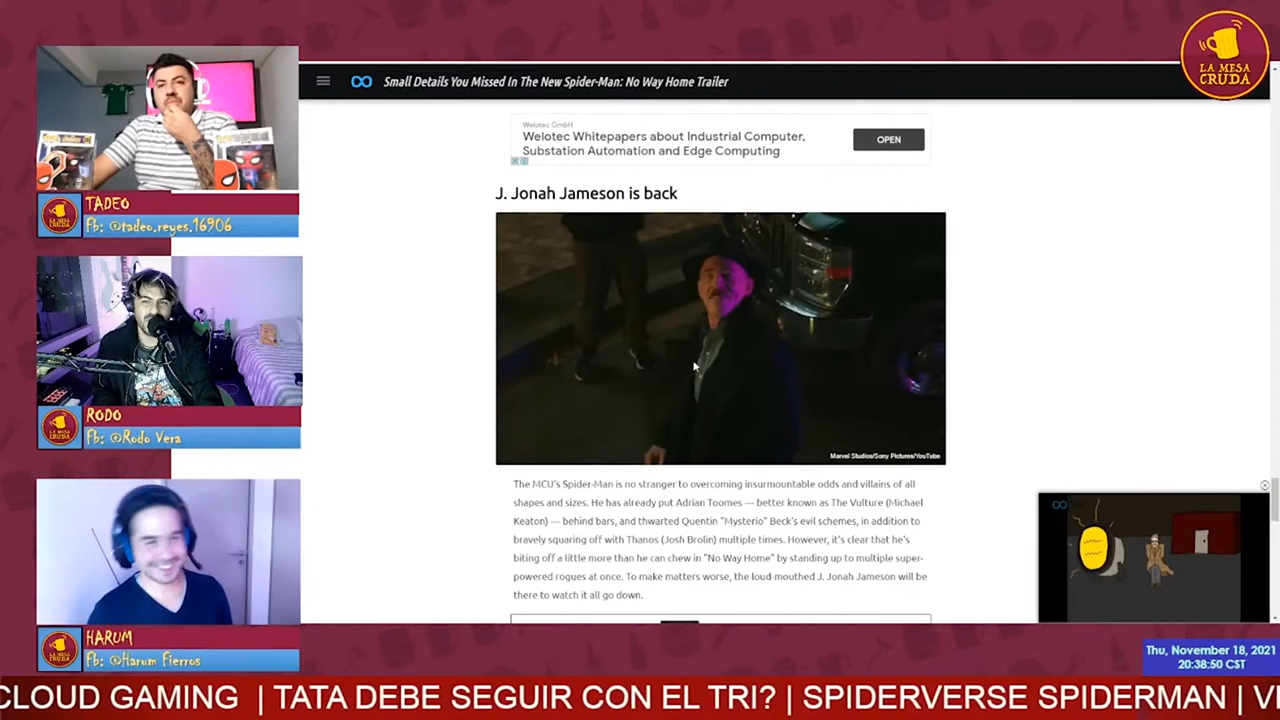 LA MESA
CRUDA
Small Details You Missed In The New Spider-Man: No Way Home Trailer
Welotec GmbH
Welotec Whitepapers about Industrial Computer,
Substation Automation and Edge Computing
OPEN
J. Jonah Jameson is back
Marvel Studios/Sony Pictures/YouTube
The MCU's Spider-Man is no stranger to overcoming insurmountable odds and villains of all
shapes and sizes. He has already put Adrian Toomes — better known as The Vulture (Michael
Keaton) — behind bars, and thwarted Quentin "Mysterio" Beck's evil schemes, in addition to
bravely squaring off with Thanos (Josh Brolin) multiple times. However, it's clear that he's
biting off a little more than he can chew in "No Way Home" by standing up to multiple super-
powered rogues at once. To make matters worse, the loud-mouthed J. Jonah Jameson will be
there to watch it all go down.
TADEO
Fb: @tadeo.reyes.16906
RODO
Fb: @Rodo Vera
HARUM
Fb: @Harum Fierros
Thu, November 18, 2021
20:38:50 CST
CLOUD GAMING | TATA DEBE SEGUIR CON EL TRI? | SPIDERVERSE SPIDERMAN | VI